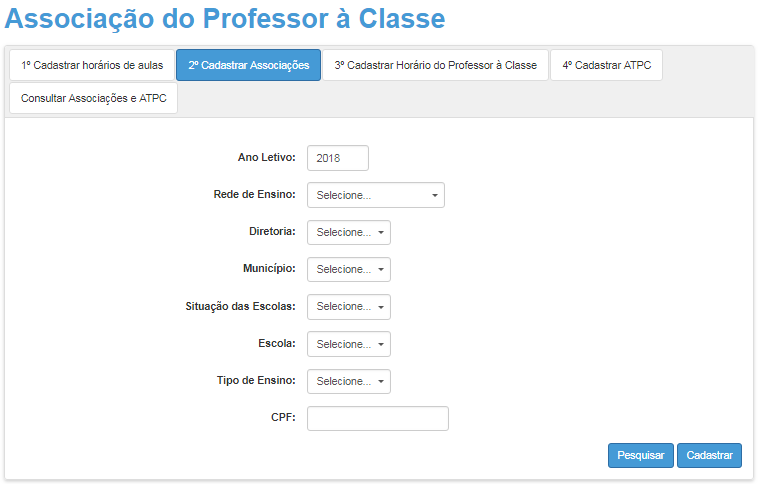 Associação do Professor à Classe
1º Cadastrar horários de aulas 2º Cadastrar Associações 3º Cadastrar Horário do Professor à Classe 4º Cadastrar ATPC
Consultar Associações e ATPC
Ano Letivo: 2018
Rede de Ensino: Selecione...
Diretoria: Selecione...
Município: Selecione...
Situação das Escolas: Selecione...
Escola: Selecione...
Tipo de Ensino: Selecione...
CPF:
Pesquisar Cadastrar